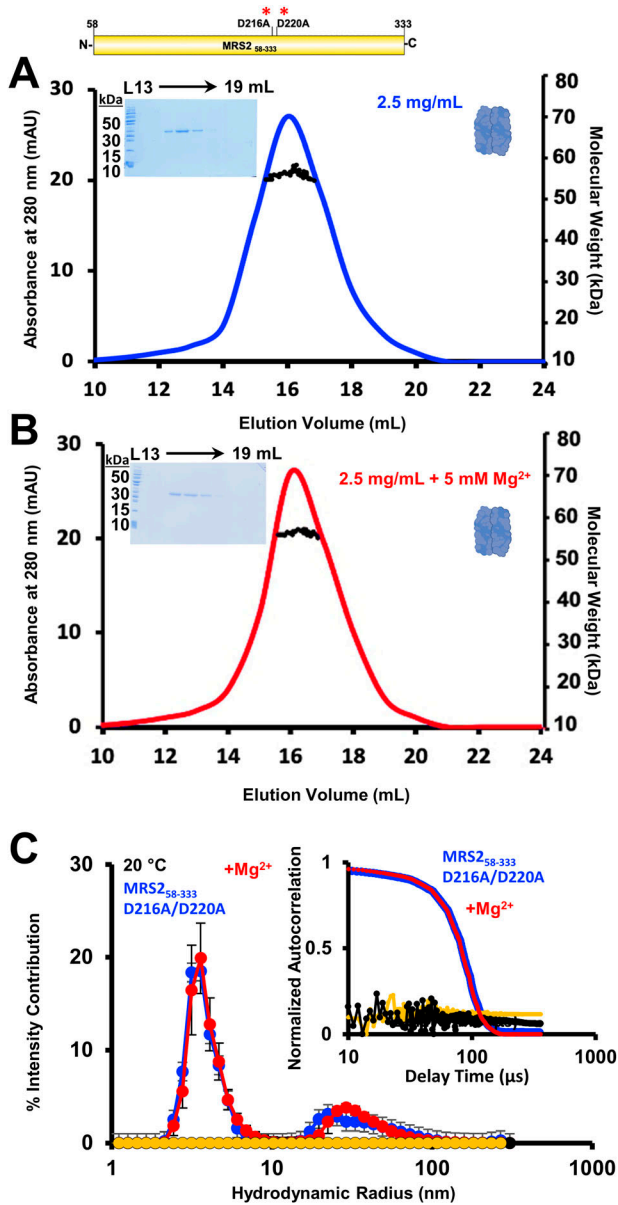 58 D216A D220A 333
* *
N- MRS2 58-333 -C
A
L13 19 mL
kDa
50
30
15
10
2.5 mg/mL
30
20
10
0
Absorbance at 280 nm (mAU)
80
70
60
50
40
30
20
10
Molecular Weight (kDa)
10 12 14 16 18 20 22 24
Elution Volume (mL)
B
L13 19 mL
kDa
50
30
15
10
2.5 mg/mL + 5 mM Mg2+
30
20
10
0
Absorbance at 280 nm (mAU)
80
70
60
50
40
30
20
10
Molecular Weight (kDa)
10 12 14 16 18 20 22 24
Elution Volume (mL)
C
20 °C
+Mg2+
MRS258-333
D216A/D220A
30
20
10
0
% Intensity Contribution
1 10 100 1000
Hydrodynamic Radius (nm)
MRS258-333
D216A/D220A
+Mg2+
1
0.5
0
Normalized Autocorrelation
10 100 1000
Delay Time (µs)